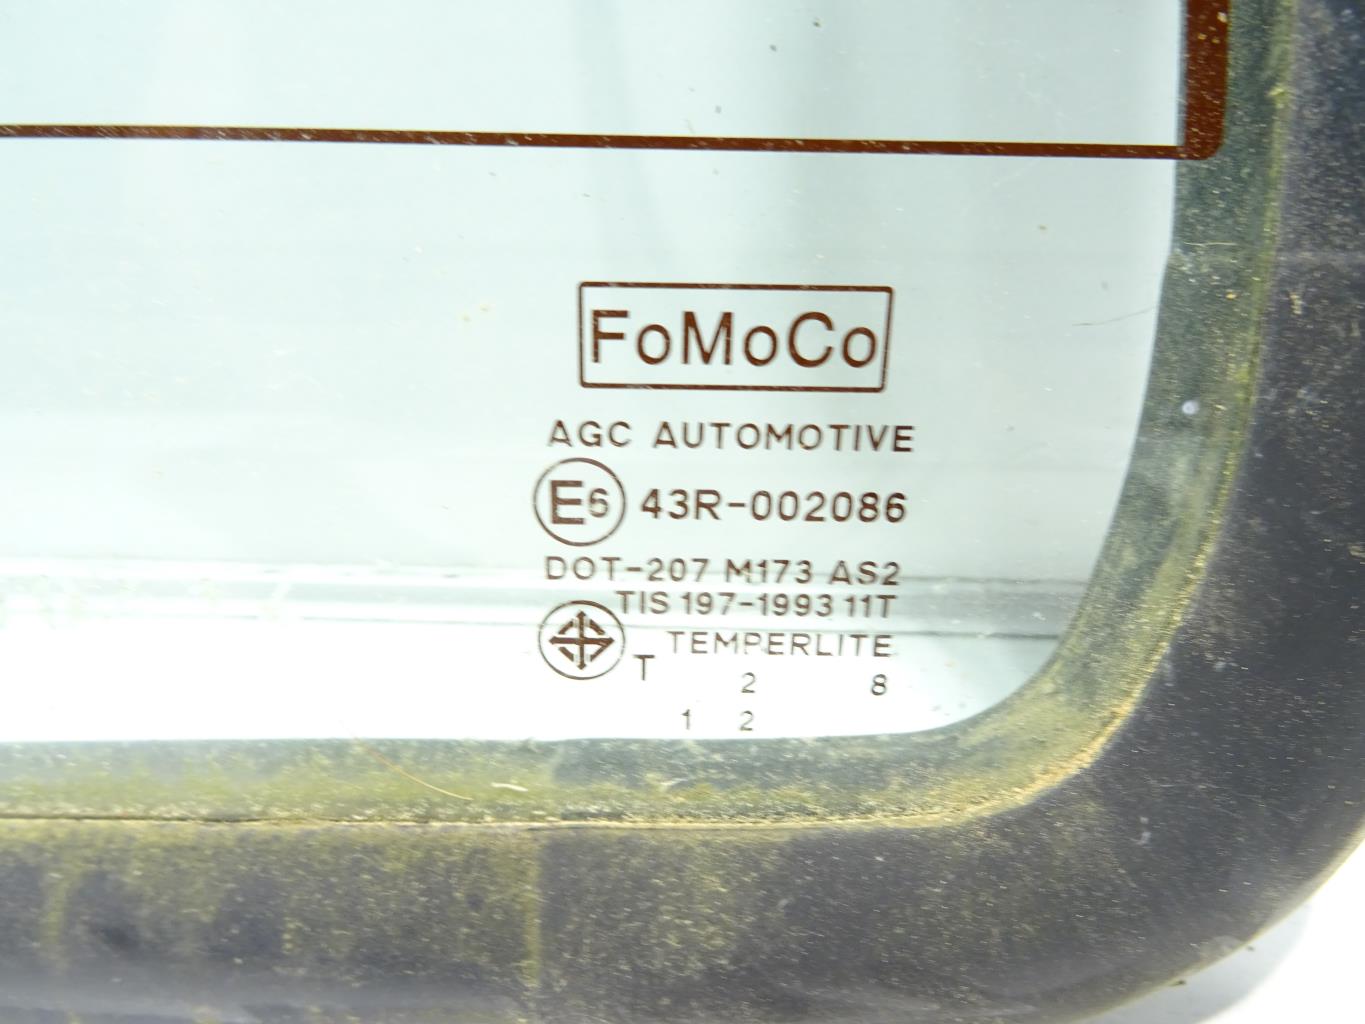 FoMoCo
AGC AUTOMOTIVE
E6 43R-002086
DOT-207 M173 AS2
TIS 197-1993 11T
TEMPERLITE
T
2 8
1 2